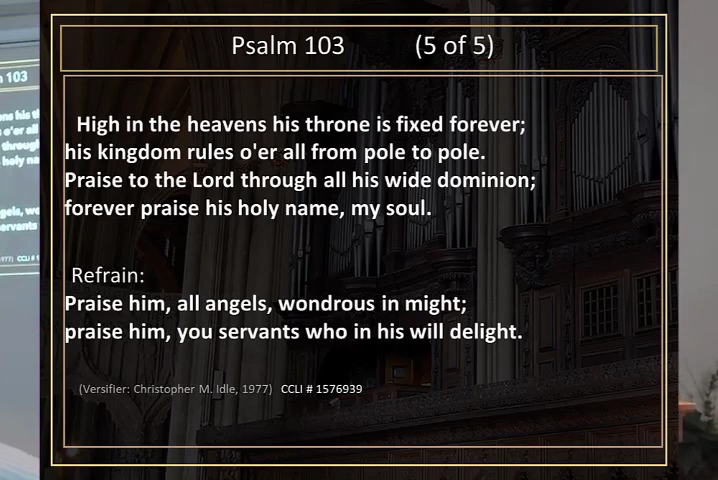 Psalm 103 (5 of 5)
High in the heavens his throne is fixed forever;
his kingdom rules o'er all from pole to pole.
Praise to the Lord through all his wide dominion;
forever praise his holy name, my soul.
Refrain:
Praise him, all angels, wondrous in might;
praise him, you servants who in his will delight.
(Versifier: Christopher M. Idle, 1977) CCLI # 1576939
103